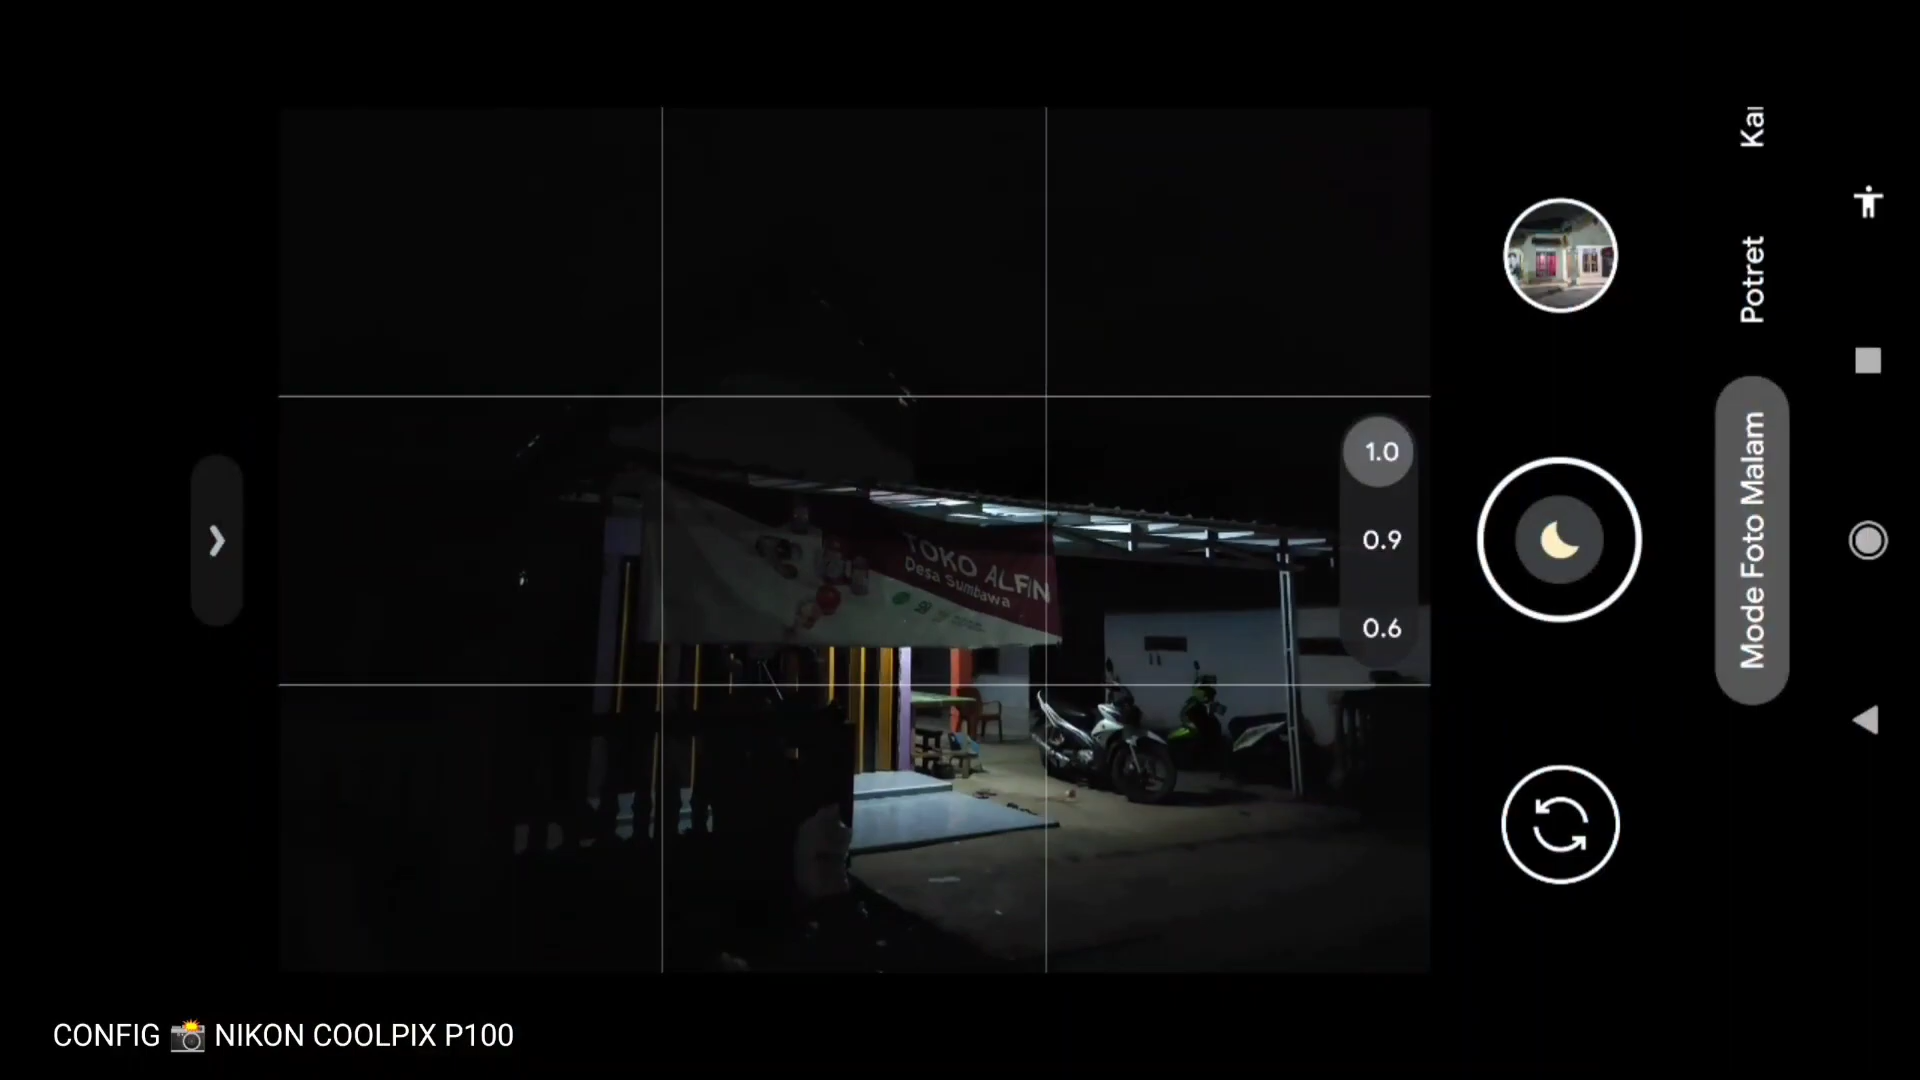 TOKO ALFIN
Desa Sumbawa
1.0
0.9
0.6
Kai
Potret
Mode Foto Malam
CONFIG 📸 NIKON COOLPIX P100